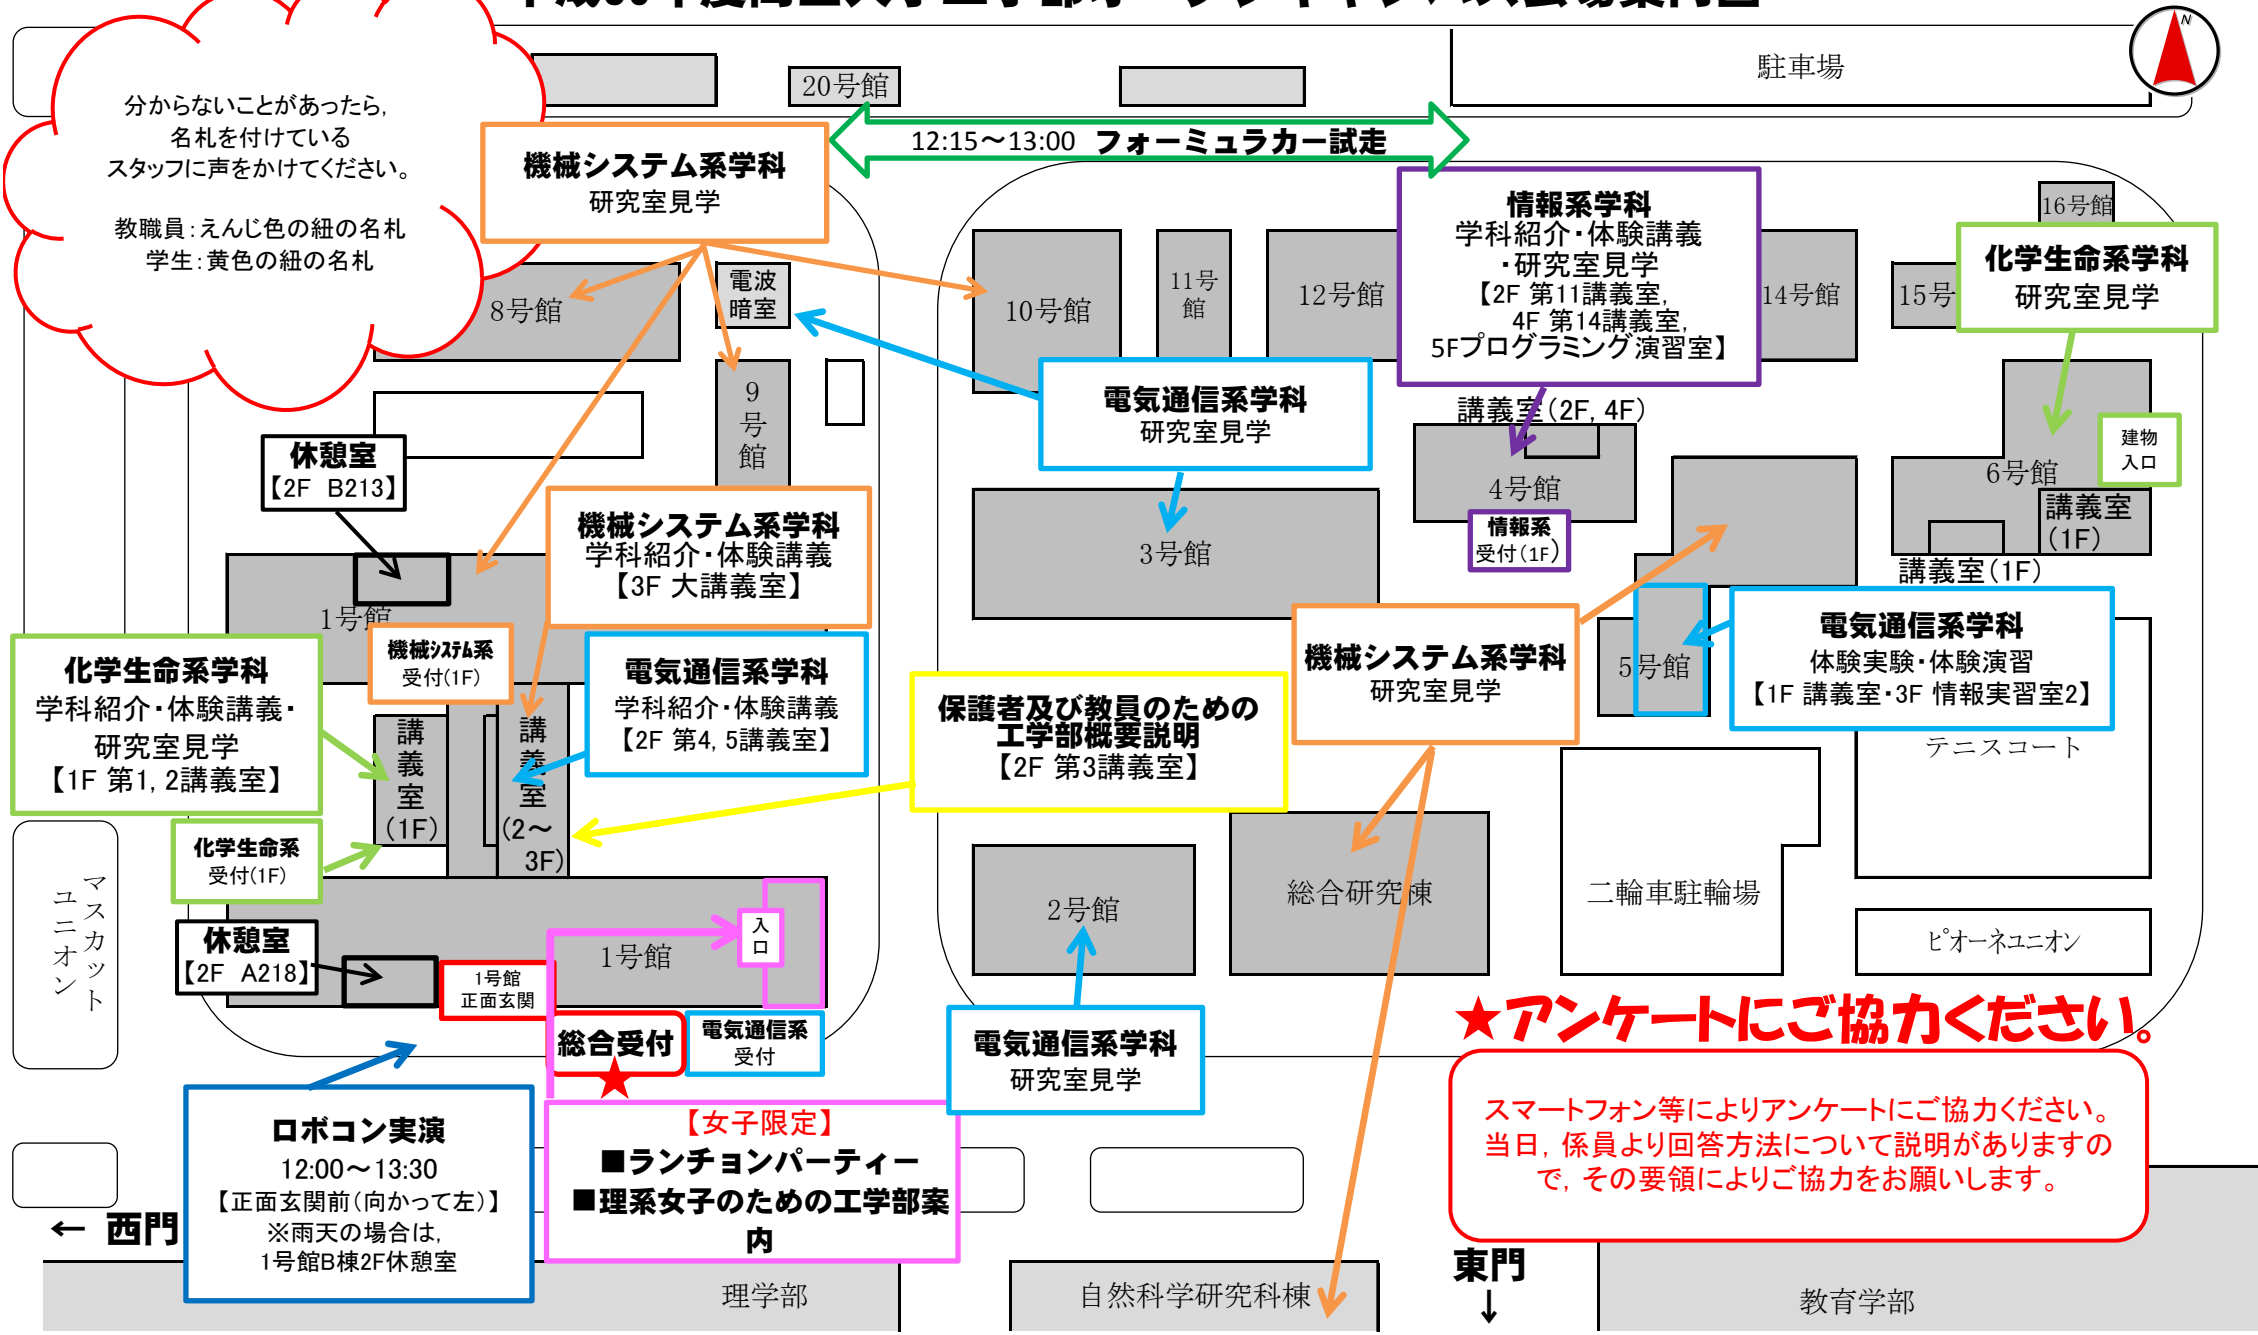 分からないことがあったら,
名札を付けている
スタッフに声をかけてください。
教職員：えんじ色の紐の名札
学生：黄色の紐の名札
20号館
駐車場
N
12:15～13:00 フォーミュラカー試走
機械システム系学科
研究室見学
情報系学科
学科紹介・体験講義
・研究室見学
【2F 第11講義室,
4F 第14講義室,
5Fプログラミング演習室】
16号館
化学生命系学科
研究室見学
8号館
電波
暗室
10号館
11号
館
12号館
14号館
15号
9
号
館
電気通信系学科
研究室見学
講義室（2F, 4F）
4号館
情報系
受付（1F）
建物
入口
6号館
講義室
（1F）
講義室（1F）
休憩室
【2F B213】
機械システム系学科
学科紹介・体験講義
【3F 大講義室】
3号館
1号館
機械システム系
受付(1F)
化学生命系学科
学科紹介・体験講義・
研究室見学
【1F 第1, 2講義室】
電気通信系学科
学科紹介・体験講義
【2F 第4, 5講義室】
保護者及び教員のための
工学部概要説明
【2F 第3講義室】
機械システム系学科
研究室見学
5号館
電気通信系学科
体験実験・体験演習
【1F 講義室・3F 情報実習室2】
テニスコート
講義室
（1F）
講義室
（2～
3F）
化学生命系
受付(1F)
マスカット
ユニオン
2号館
総合研究棟
二輪車駐輪場
ピオーネユニオン
休憩室
【2F A218】
1号館
入
口
1号館
正面玄関
総合受付
★
電気通信系
受付
電気通信系学科
研究室見学
★アンケートにご協力ください。
スマートフォン等によりアンケートにご協力ください。
当日, 係員より回答方法について説明がありますの
で, その要領によりご協力をお願いします。
ロボコン実演
12:00～13:30
【正面玄関前（向かって左）】
※雨天の場合は,
1号館B棟2F休憩室
【女子限定】
■ランチョンパーティー
■理系女子のための工学部案
内
← 西門
東門
↓
理学部
自然科学研究科棟
教育学部